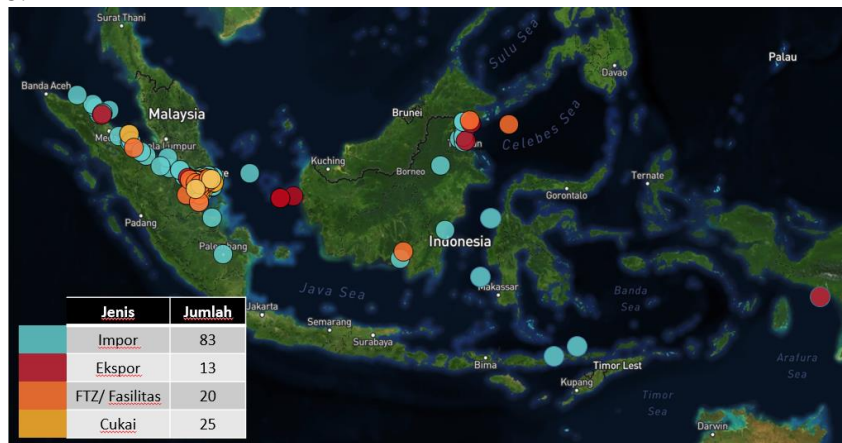 Surat Thani
Sulu Sea
Palau
Davao
Banda Aceh
Malaysia
Brunei
Celebes Sea
Kuching
Borneo
Ternate
Gorontalo
Padang
Indonesia
Java Sea
Makassar
Banda
Sea
Jakarta
Semarang
Surabaya
Bima
Timor Lest
Kupang
Arafura
Sea
Timor
Sea
Darwin
Jenis Jumlah
Impor 83
Ekspor 13
FTZ/ Fasilitas 20
Cukai 25